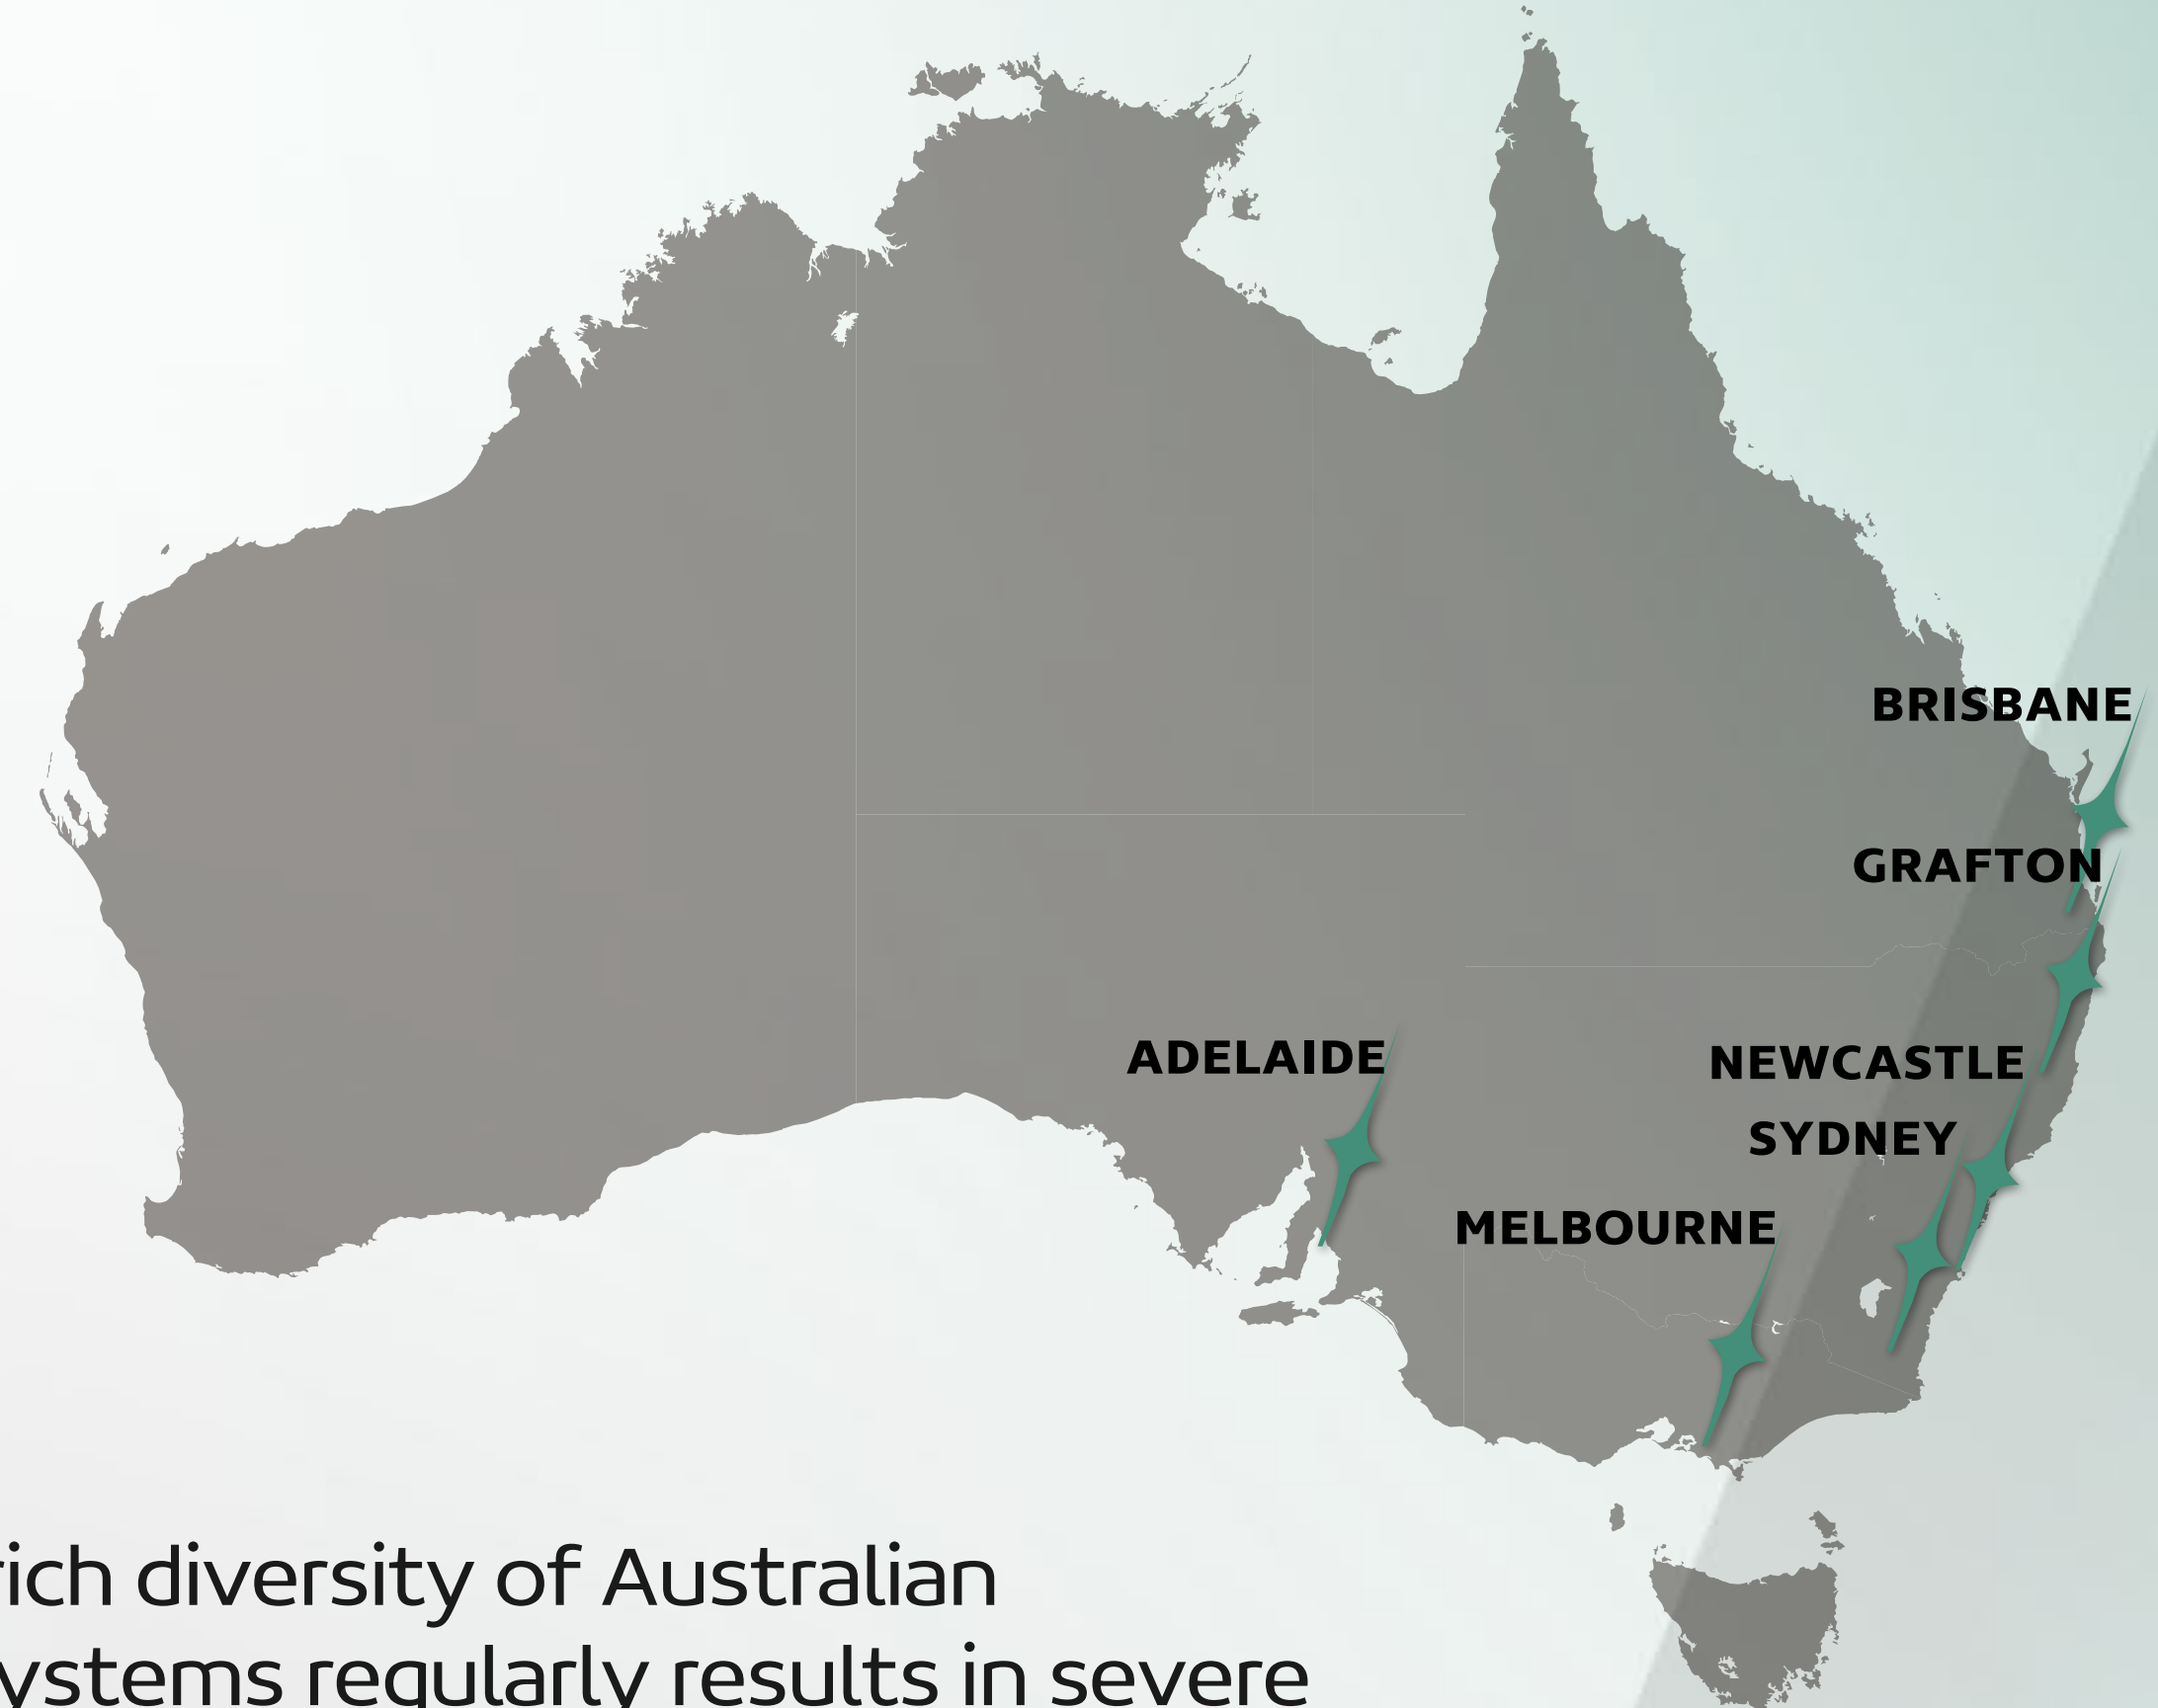 BRISBANE
GRAFTON
ADELAIDE
NEWCASTLE
SYDNEY
MELBOURNE
rich diversity of Australian
ystems regularly results in severe